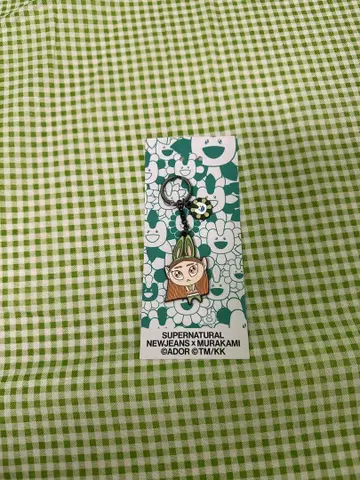 SUPERNATURAL
NEWJEANS x MURAKAMI
©ADOR ©TM/KK